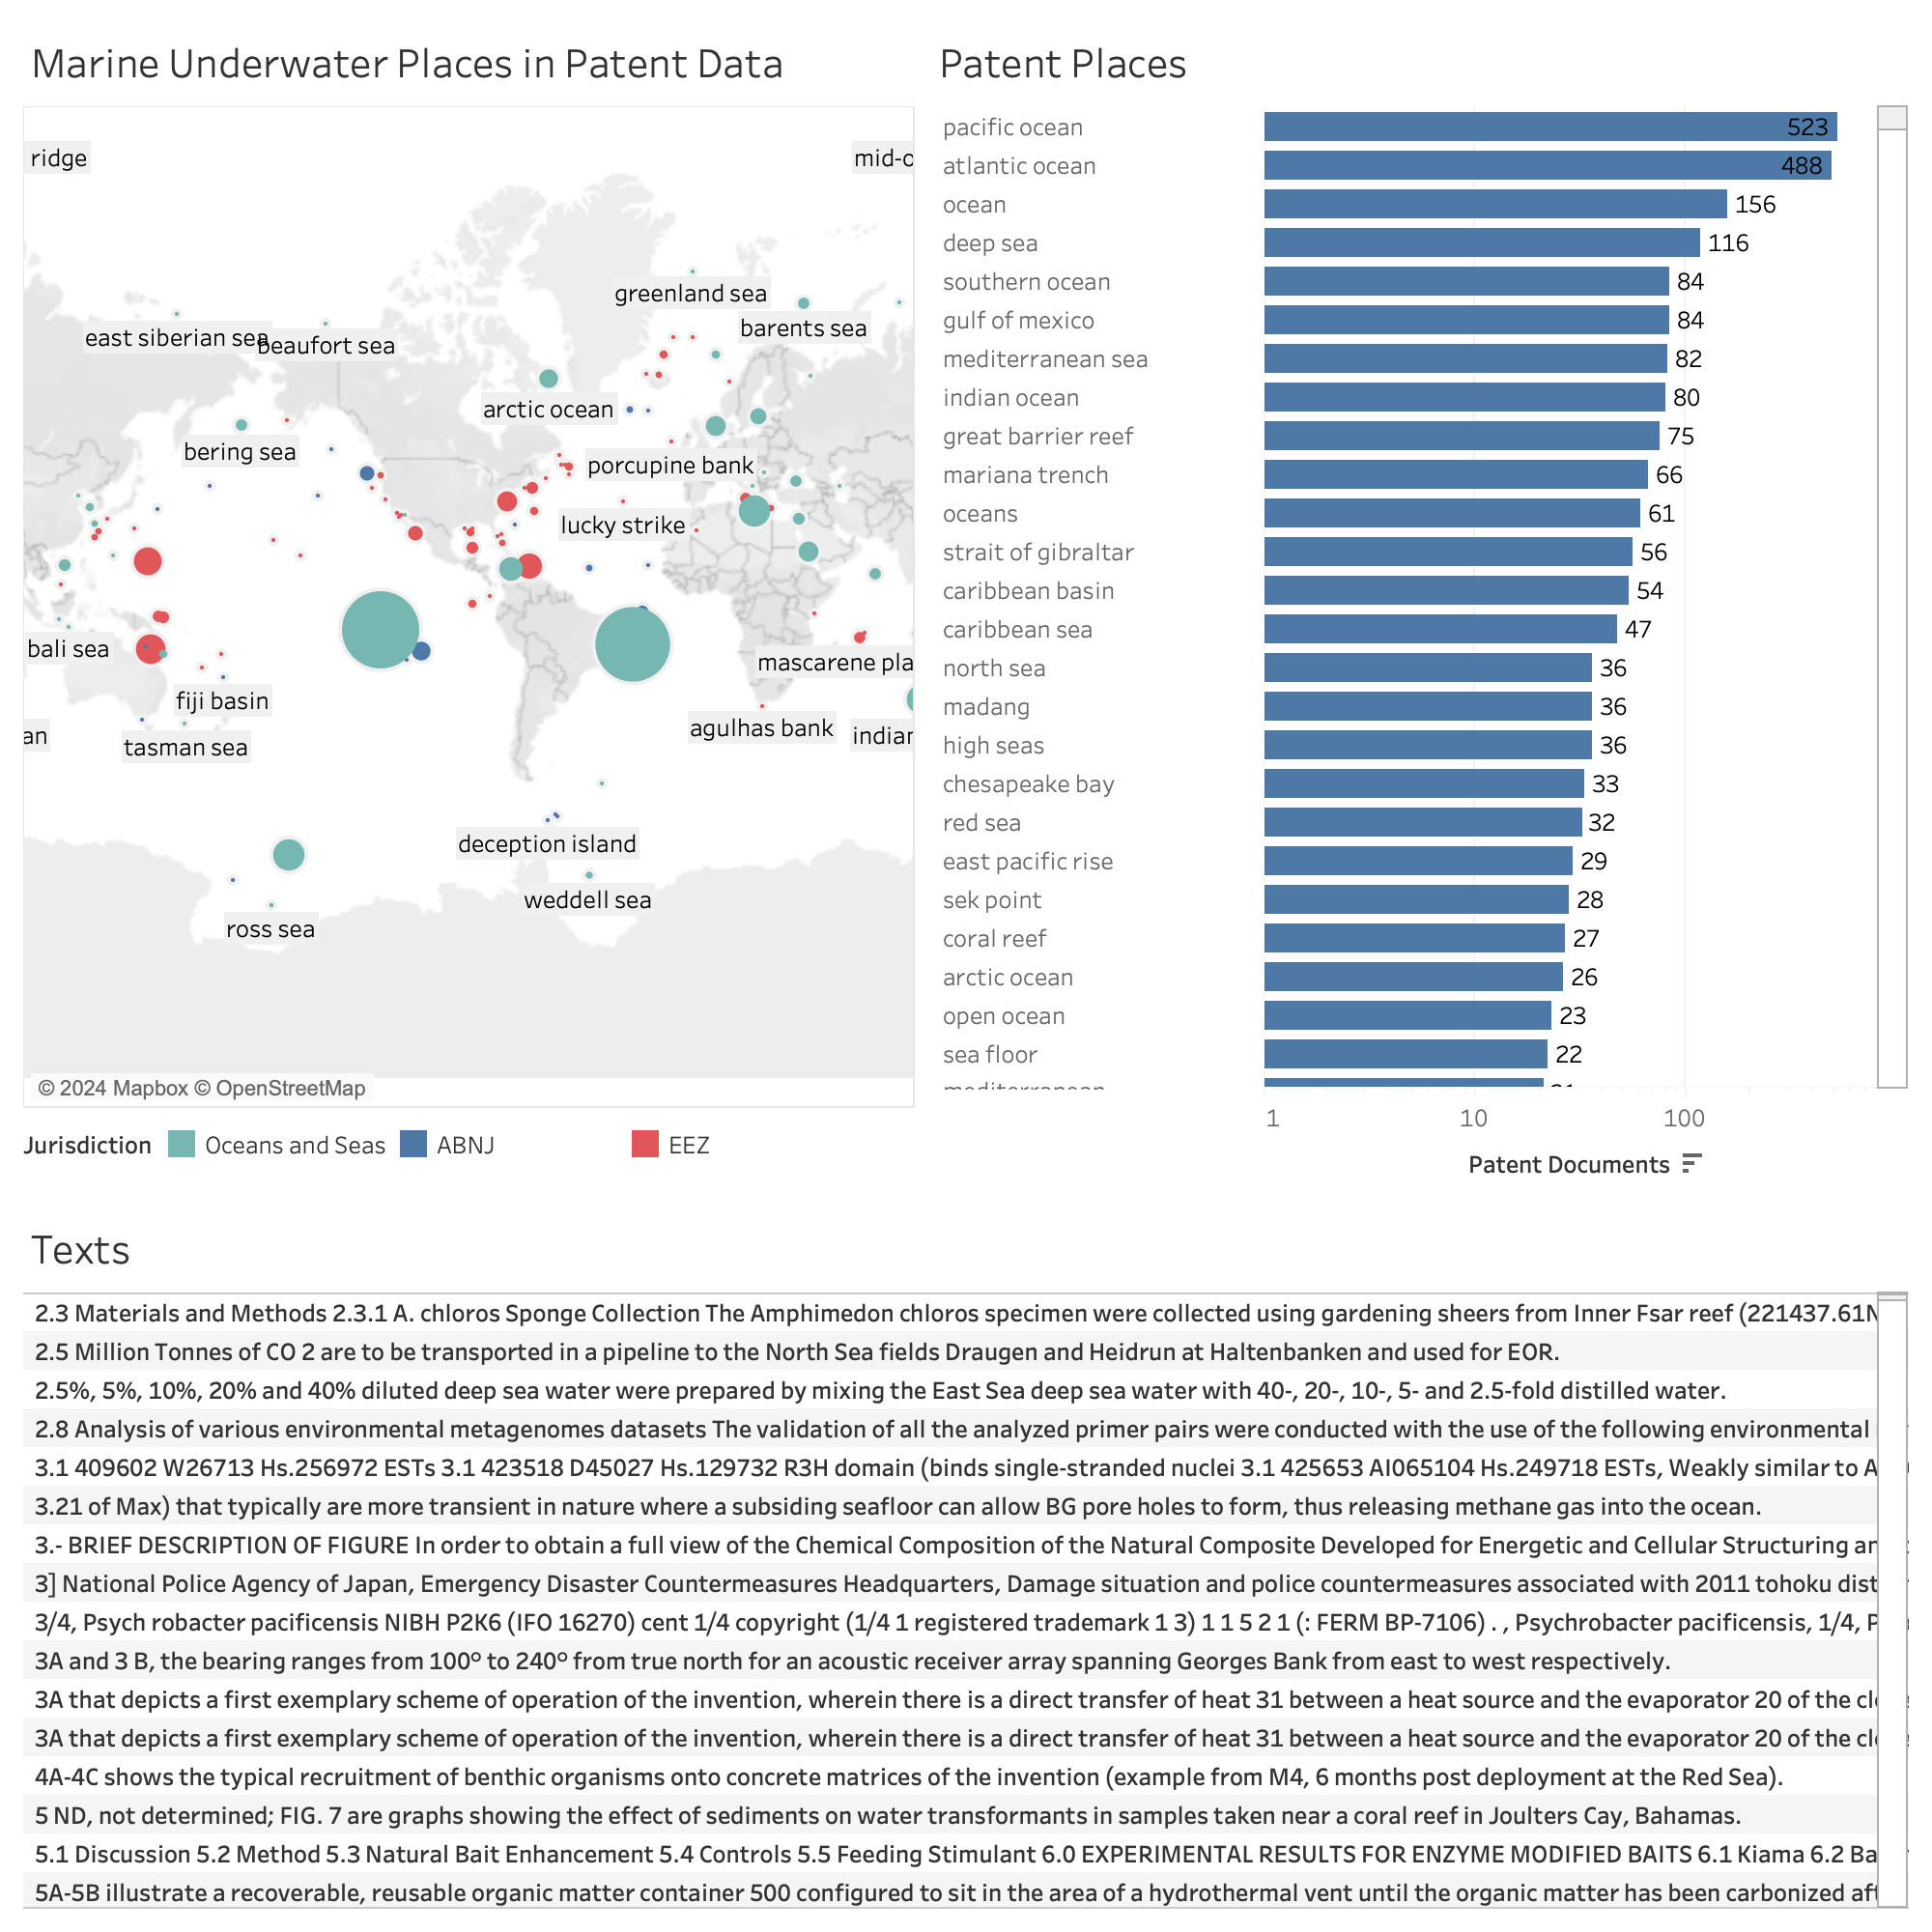 Marine Underwater Places in Patent Data
ridge
mid-o
greenland sea
barents sea
east siberian sea
beaufort sea
arctic ocean
bering sea
porcupine bank
lucky strike
bali sea
mascarene pla
fiji basin
agulhas bank
an
indian
tasman sea
deception island
weddell sea
ross sea
© 2024 Mapbox © OpenStreetMap
Jurisdiction Oceans and Seas ABNJ EEZ
Patent Places
pacific ocean 523
atlantic ocean 488
ocean 156
deep sea 116
southern ocean 84
gulf of mexico 84
mediterranean sea 82
indian ocean 80
great barrier reef 75
mariana trench 66
oceans 61
strait of gibraltar 56
caribbean basin 54
caribbean sea 47
north sea 36
madang 36
high seas 36
chesapeake bay 33
red sea 32
east pacific rise 29
sek point 28
coral reef 27
arctic ocean 26
open ocean 23
sea floor 22
mediterranean 21
1 10 100
Patent Documents
Texts
2.3 Materials and Methods 2.3.1 A. chloros Sponge Collection The Amphimedon chloros specimen were collected using gardening sheers from Inner Fsar reef (221437.61N
2.5 Million Tonnes of CO 2 are to be transported in a pipeline to the North Sea fields Draugen and Heidrun at Haltenbanken and used for EOR.
2.5%, 5%, 10%, 20% and 40% diluted deep sea water were prepared by mixing the East Sea deep sea water with 40-, 20-, 10-, 5- and 2.5-fold distilled water.
2.8 Analysis of various environmental metagenomes datasets The validation of all the analyzed primer pairs were conducted with the use of the following environmental
3.1 409602 W26713 Hs.256972 ESTs 3.1 423518 D45027 Hs.129732 R3H domain (binds single-stranded nuclei 3.1 425653 AI065104 Hs.249718 ESTs, Weakly similar to A
3.21 of Max) that typically are more transient in nature where a subsiding seafloor can allow BG pore holes to form, thus releasing methane gas into the ocean.
3.- BRIEF DESCRIPTION OF FIGURE In order to obtain a full view of the Chemical Composition of the Natural Composite Developed for Energetic and Cellular Structuring an
3] National Police Agency of Japan, Emergency Disaster Countermeasures Headquarters, Damage situation and police countermeasures associated with 2011 tohoku dist
3/4, Psych robacter pacificensis NIBH P2K6 (IFO 16270) cent 1/4 copyright (1/4 1 registered trademark 1 3) 1 1 5 2 1 (: FERM BP-7106) . , Psychrobacter pacificensis, 1/4, P
3A and 3 B, the bearing ranges from 100º to 240º from true north for an acoustic receiver array spanning Georges Bank from east to west respectively.
3A that depicts a first exemplary scheme of operation of the invention, wherein there is a direct transfer of heat 31 between a heat source and the evaporator 20 of the cl
3A that depicts a first exemplary scheme of operation of the invention, wherein there is a direct transfer of heat 31 between a heat source and the evaporator 20 of the cl
4A-4C shows the typical recruitment of benthic organisms onto concrete matrices of the invention (example from M4, 6 months post deployment at the Red Sea).
5 ND, not determined; FIG. 7 are graphs showing the effect of sediments on water transformants in samples taken near a coral reef in Joulters Cay, Bahamas.
5.1 Discussion 5.2 Method 5.3 Natural Bait Enhancement 5.4 Controls 5.5 Feeding Stimulant 6.0 EXPERIMENTAL RESULTS FOR ENZYME MODIFIED BAITS 6.1 Kiama 6.2 Ba
5A-5B illustrate a recoverable, reusable organic matter container 500 configured to sit in the area of a hydrothermal vent until the organic matter has been carbonized aft